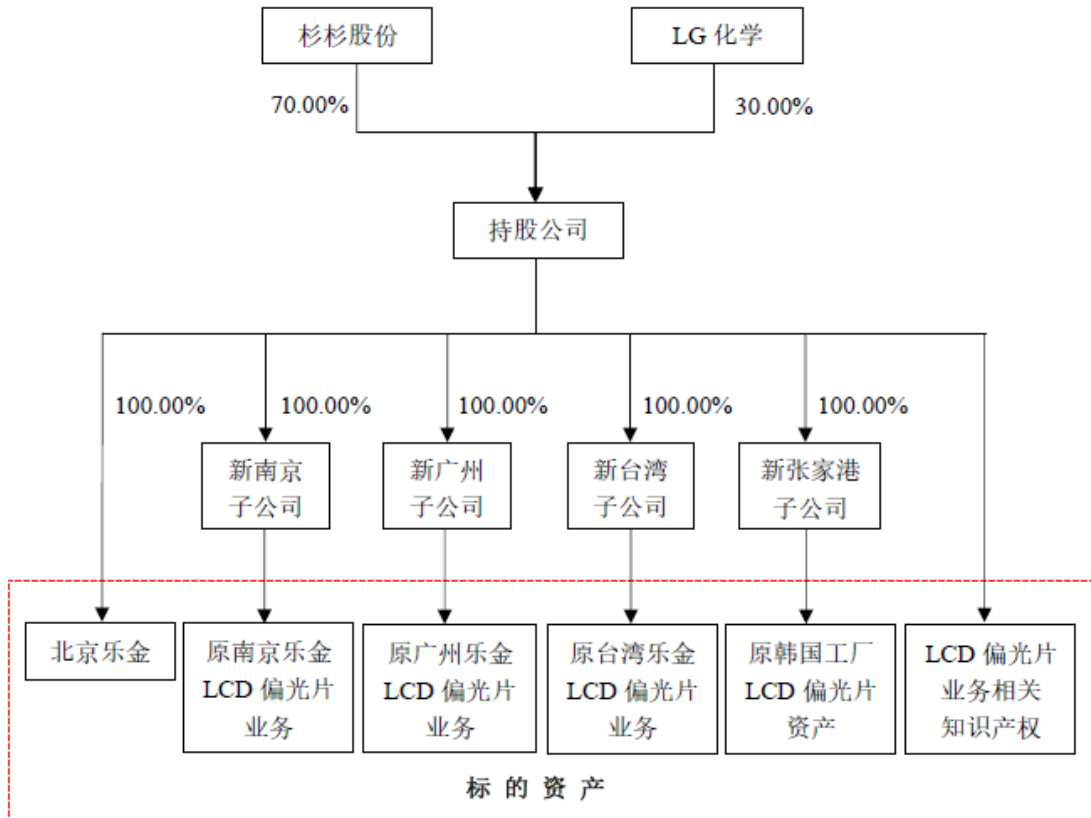 杉杉股份
LG 化学
70.00%
30.00%
持股公司
100.00%
100.00%
100.00%
100.00%
100.00%
新南京
子公司
新广州
子公司
新台湾
子公司
新张家港
子公司
北京乐金
原南京乐金
LCD 偏光片
业务
原广州乐金
LCD 偏光片
业务
原台湾乐金
LCD 偏光片
业务
原韩国工厂
LCD 偏光片
资产
LCD 偏光片
业务相关
知识产权
标 的 资 产